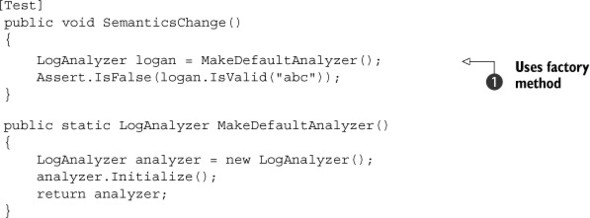 [Test]
public void SemanticsChange()
{
    LogAnalyzer logan = MakeDefaultAnalyzer();
    Assert.IsFalse(logan.IsValid("abc"));
}
1 Uses factory
method
public static LogAnalyzer MakeDefaultAnalyzer()
{
    LogAnalyzer analyzer = new LogAnalyzer();
    analyzer.Initialize();
    return analyzer;
}